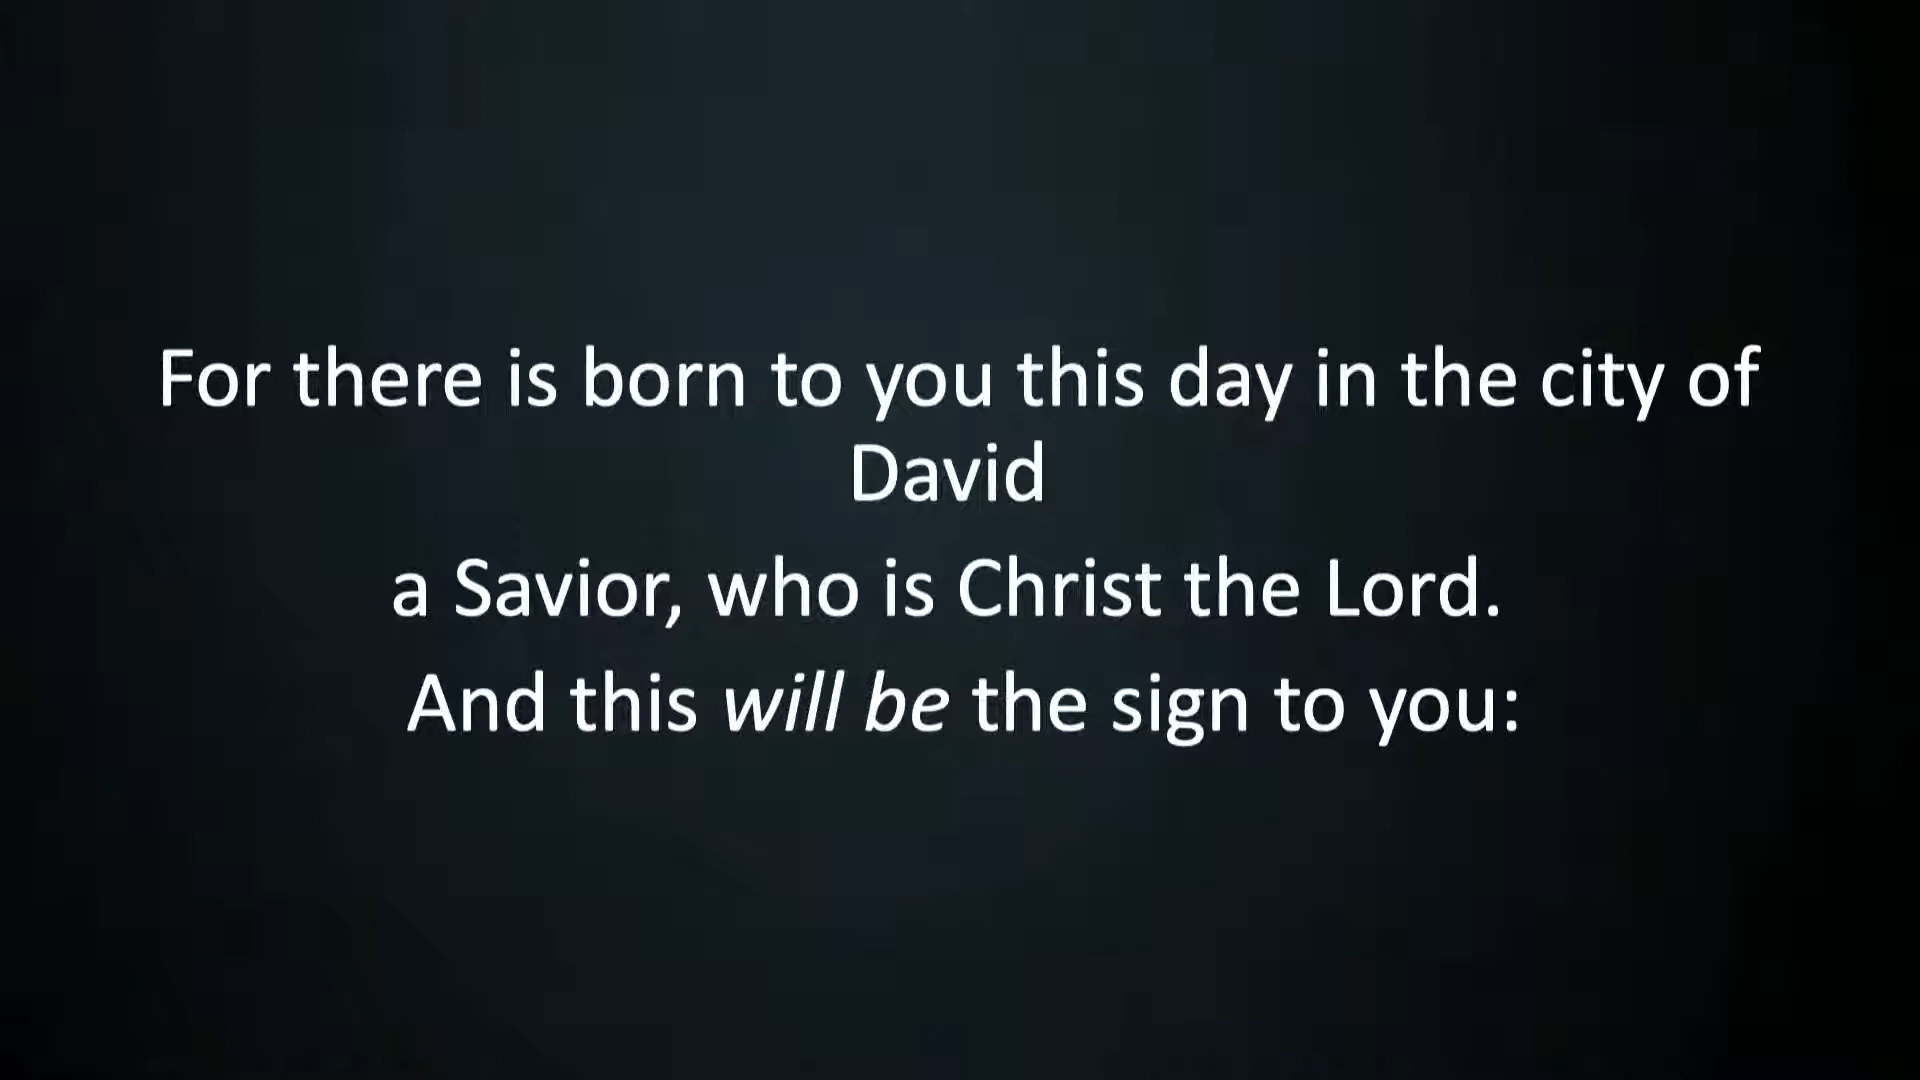 For there is born to you this day in the city of
David
a Savior, who is Christ the Lord.
And this will be the sign to you: